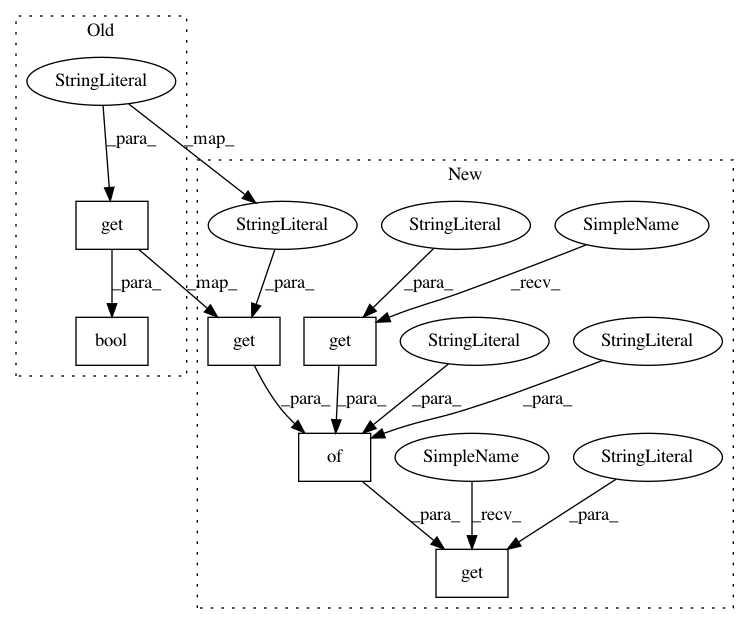 Old
StringLiteral
_para_
_map_
New
StringLiteral
StringLiteral
SimpleName
get
_para_
_map_
_para_
_para_
_recv_
bool
get
get
StringLiteral
StringLiteral
_para_
_para_
_para_
_para_
of
SimpleName
StringLiteral
_para_
_recv_
_para_
get